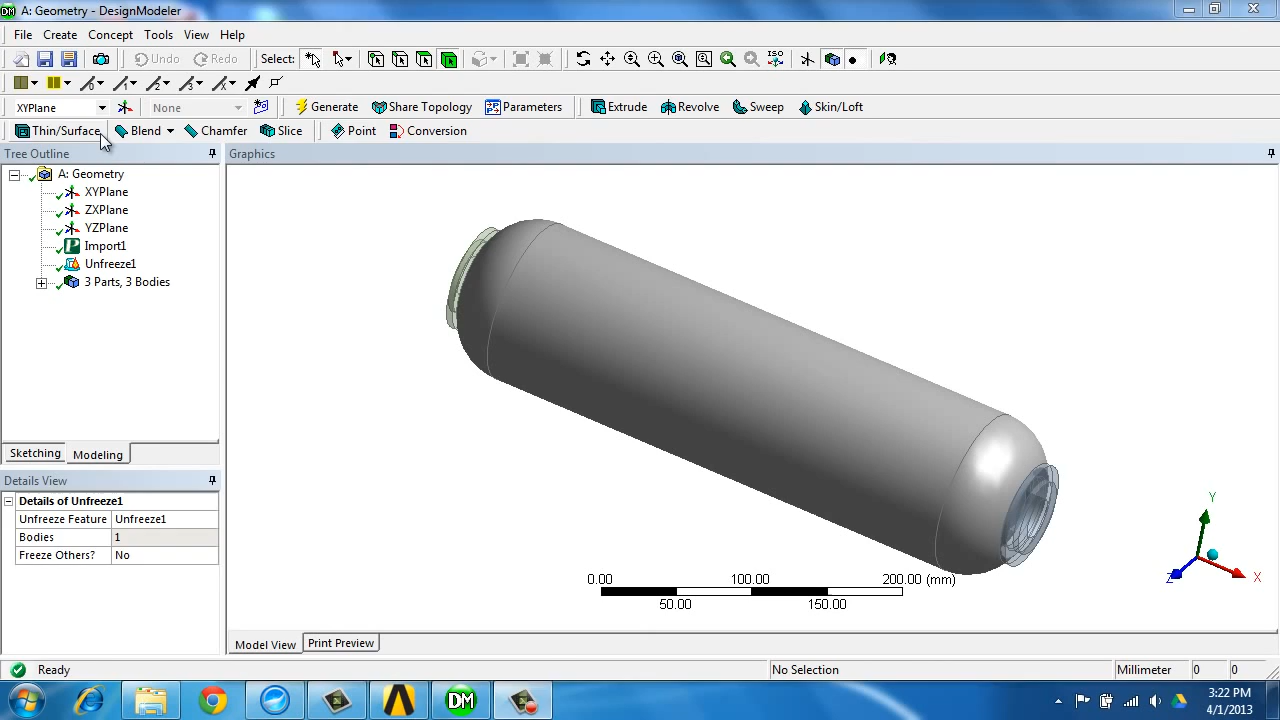 DM A: Geometry - DesignModeler
File Create Concept Tools View Help
Undo Redo Select: ISO
XYPlane None Generate Share Topology Parameters Extrude Revolve Sweep Skin/Loft
Thin/Surface Blend Chamfer Slice Point Conversion
Tree Outline
Graphics
A: Geometry
XYPlane
ZXPlane
YZPlane
Import1
Unfreeze1
3 Parts, 3 Bodies
Sketching Modeling
Details View
Details of Unfreeze1
Unfreeze Feature Unfreeze1
Bodies 1
Freeze Others? No
0.00 100.00 200.00 (mm)
50.00 150.00
Y
Z X
Model View Print Preview
Ready No Selection Millimeter 0 0
DM 3:22 PM
4/1/2013